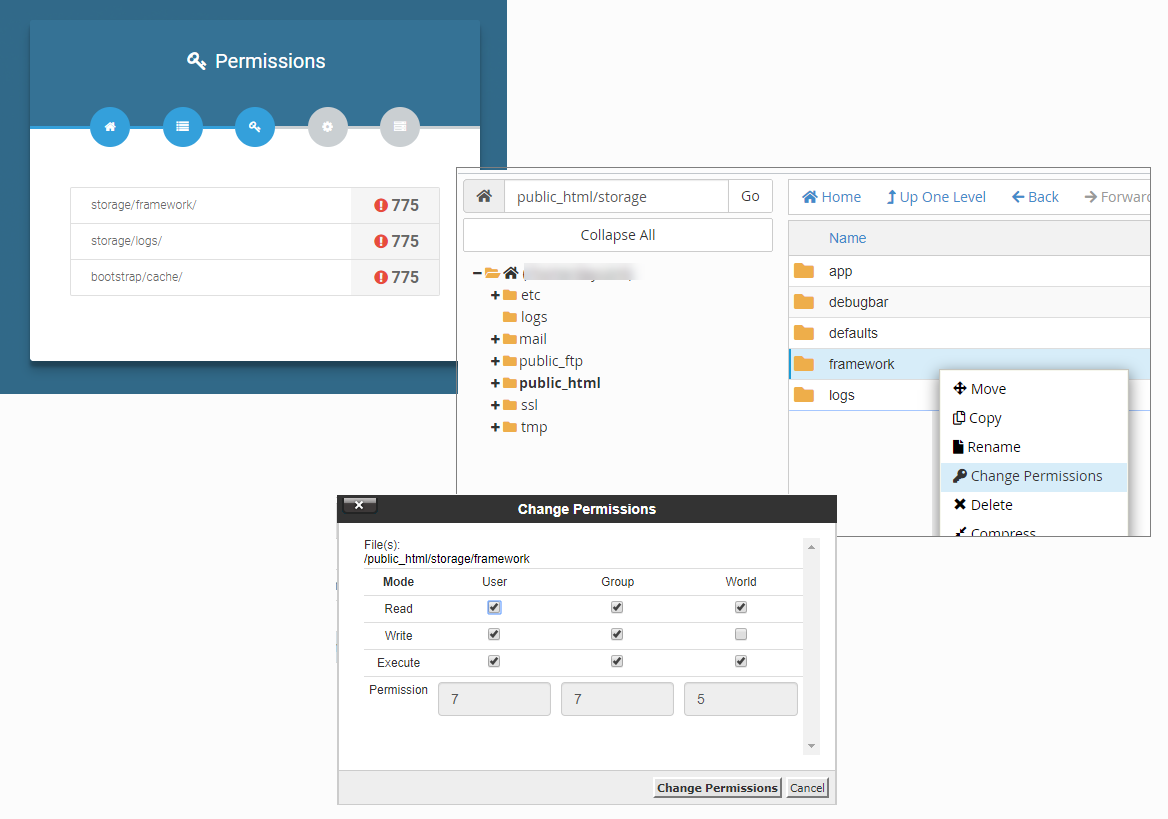 Permissions
storage/framework/ 775
storage/logs/ 775
bootstrap/cache/ 775
public_html/storage Go
Collapse All
etc
logs
mail
public_ftp
public_html
ssl
tmp
Home Up One Level Back Forward
Name
app
debugbar
defaults
framework
logs
Move
Copy
Rename
Change Permissions
Delete
Compress
Change Permissions
File(s):
/public_html/storage/framework
Mode User Group World
Read
Write
Execute
Permission 7 7 5
Change Permissions Cancel